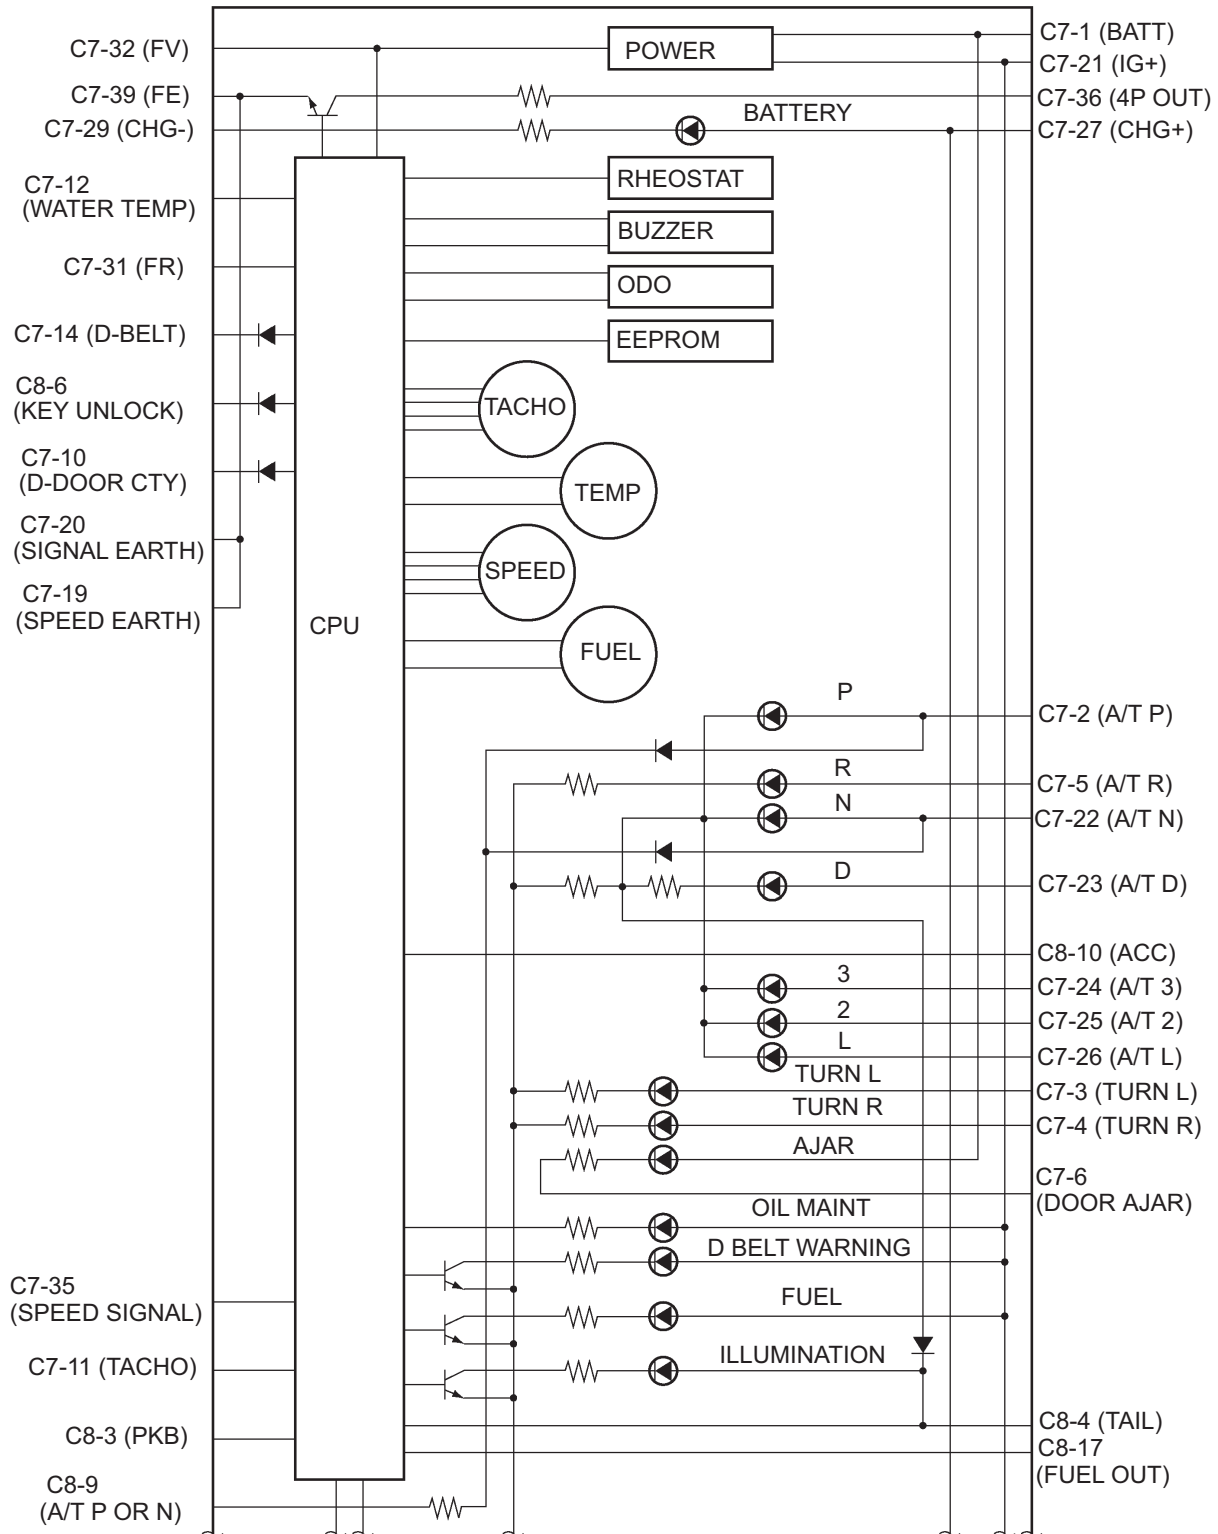 C7-32 (FV)
POWER
C7-1 (BATT)
C7-21 (IG+)
C7-39 (FE)
C7-36 (4P OUT)
C7-29 (CHG-)
BATTERY
C7-27 (CHG+)
C7-12
(WATER TEMP)
RHEOSTAT
BUZZER
C7-31 (FR)
ODO
C7-14 (D-BELT)
EEPROM
C8-6
(KEY UNLOCK)
TACHO
C7-10
(D-DOOR CTY)
TEMP
C7-20
(SIGNAL EARTH)
SPEED
C7-19
(SPEED EARTH)
CPU
FUEL
P
C7-2 (A/T P)
R
C7-5 (A/T R)
N
C7-22 (A/T N)
D
C7-23 (A/T D)
C8-10 (ACC)
3
C7-24 (A/T 3)
2
C7-25 (A/T 2)
L
C7-26 (A/T L)
TURN L
C7-3 (TURN L)
TURN R
C7-4 (TURN R)
AJAR
C7-6
(DOOR AJAR)
OIL MAINT
D BELT WARNING
C7-35
(SPEED SIGNAL)
FUEL
C7-11 (TACHO)
ILLUMINATION
C8-3 (PKB)
C8-4 (TAIL)
C8-17
(FUEL OUT)
C8-9
(A/T P OR N)